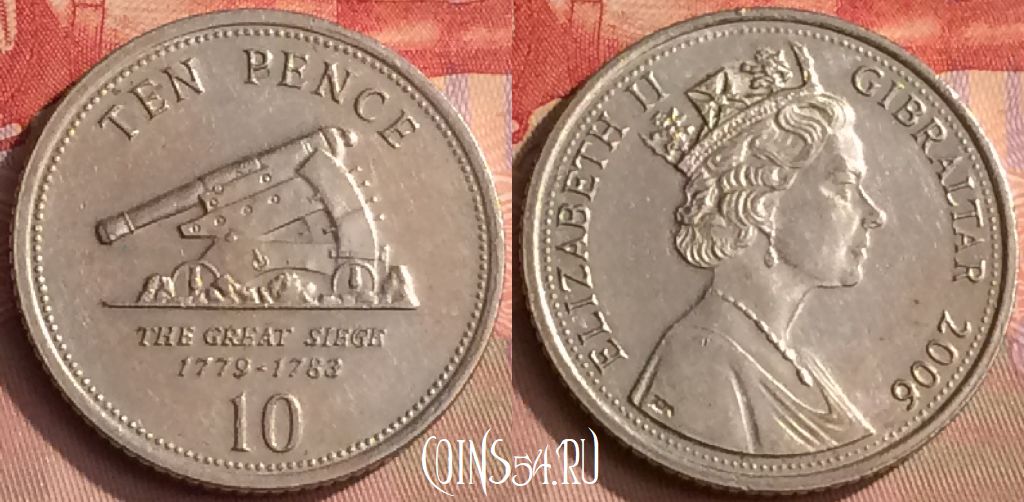 TEN PENCE
THE GREAT SIEGE
1779-1783
10
ELIZABETH II
GIBRALTAR 2006
COINS54.RU